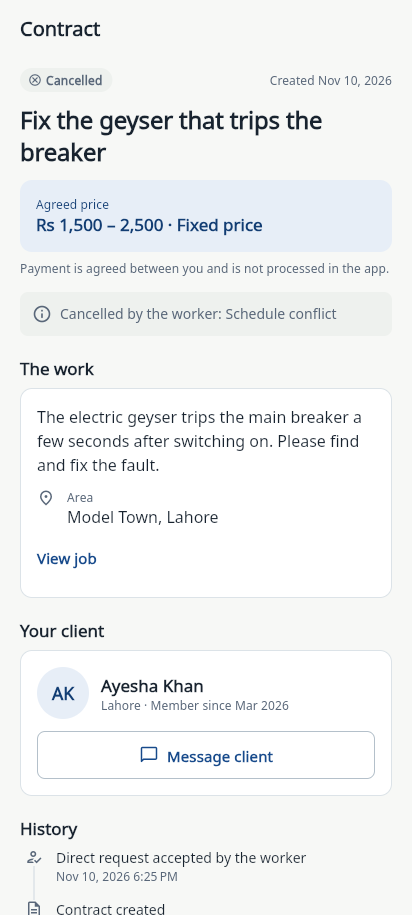 Contract
Cancelled
Created Nov 10, 2026
Fix the geyser that trips the
breaker
Agreed price
Rs 1,500 – 2,500 · Fixed price
Payment is agreed between you and is not processed in the app.
Cancelled by the worker: Schedule conflict
The work
The electric geyser trips the main breaker a
few seconds after switching on. Please find
and fix the fault.
Area
Model Town, Lahore
View job
Your client
AK
Ayesha Khan
Lahore · Member since Mar 2026
Message client
History
Direct request accepted by the worker
Nov 10, 2026 6:25 PM
Contract created